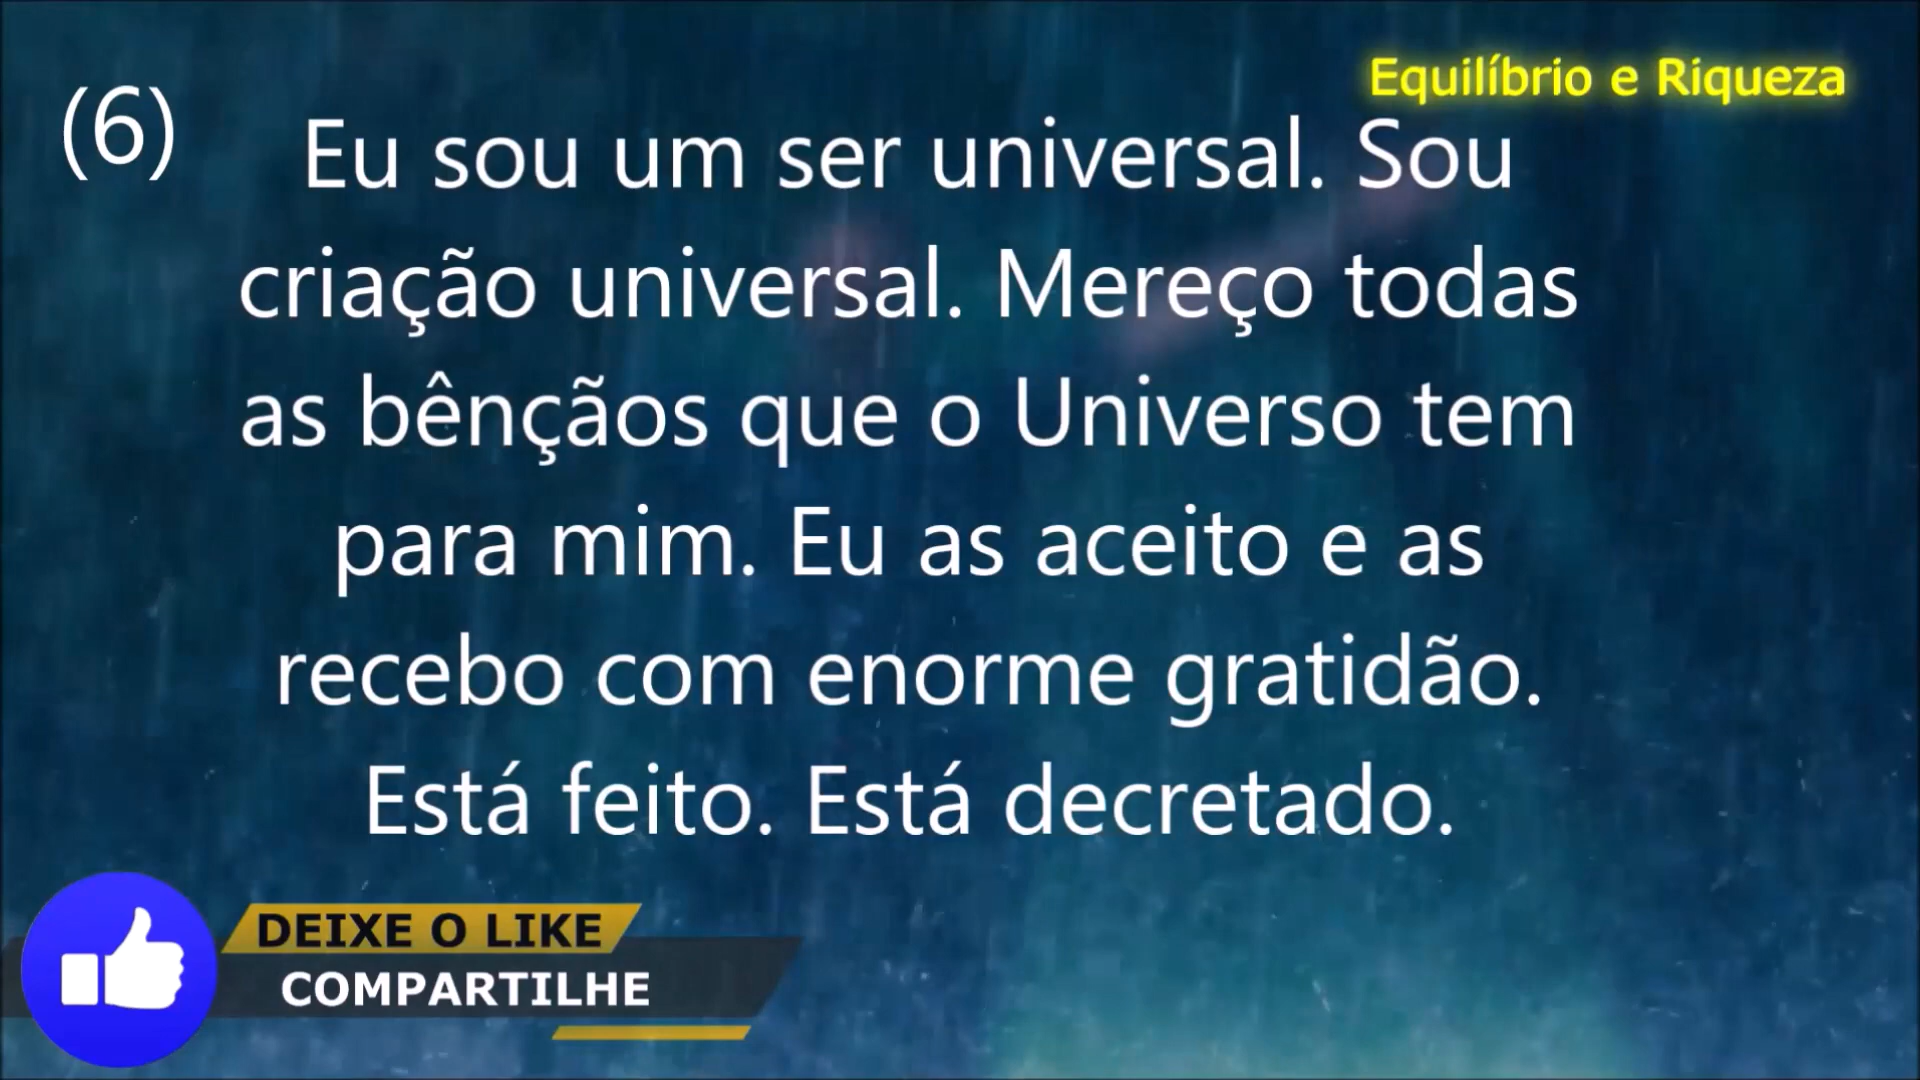 Equilíbrio e Riqueza
(6)
Eu sou um ser universal. Sou
criação universal. Mereço todas
as bênçãos que o Universo tem
para mim. Eu as aceito e as
recebo com enorme gratidão.
Está feito. Está decretado.
DEIXE O LIKE
COMPARTILHE